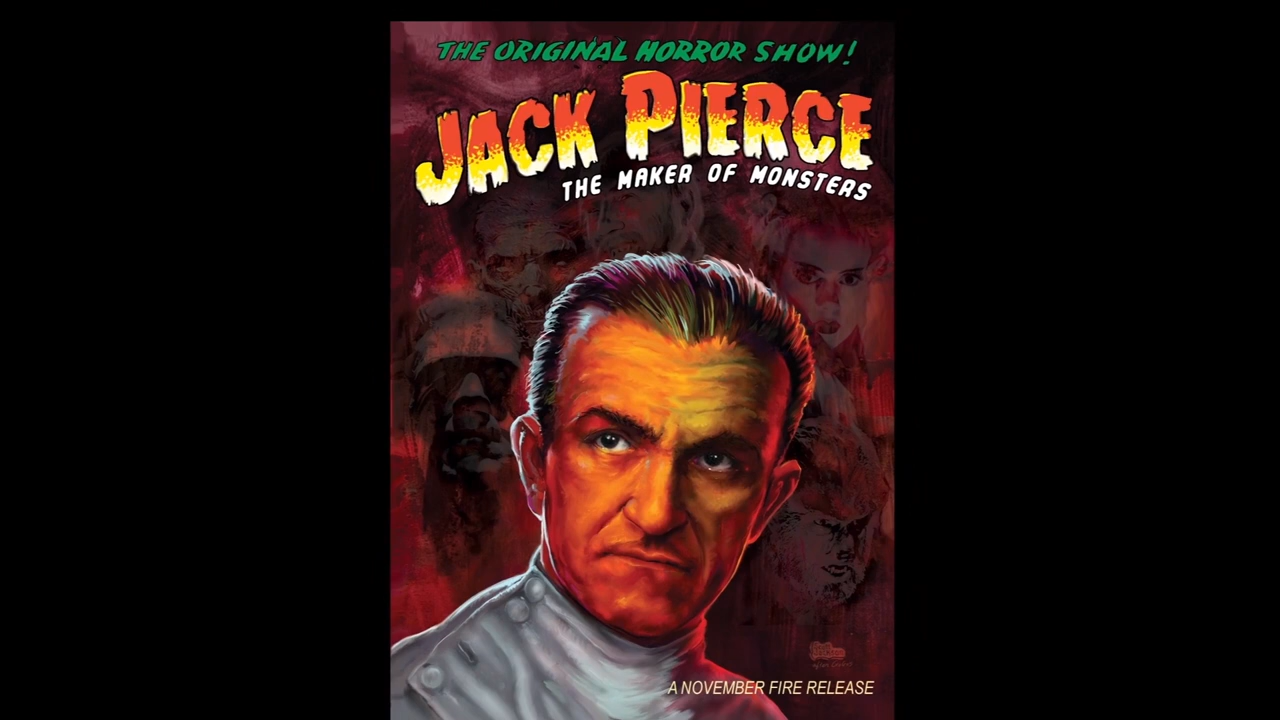 THE ORIGINAL HORROR SHOW!
JACK PIERCE
THE MAKER OF MONSTERS
A NOVEMBER FIRE RELEASE